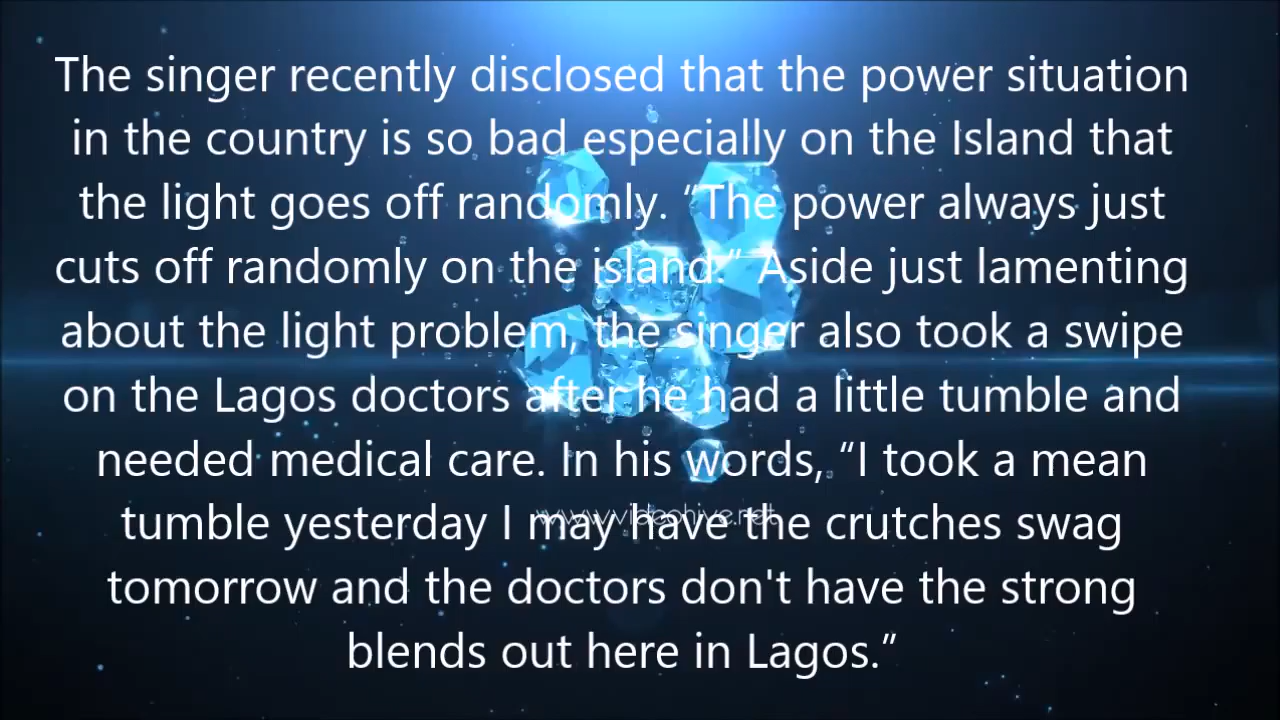 The singer recently disclosed that the power situation
in the country is so bad especially on the Island that
the light goes off randomly. “The power always just
cuts off randomly on the island.” Aside just lamenting
about the light problem, the singer also took a swipe
on the Lagos doctors after he had a little tumble and
needed medical care. In his words, “I took a mean
www.videohive.net
tumble yesterday I may have the crutches swag
tomorrow and the doctors don't have the strong
blends out here in Lagos.”